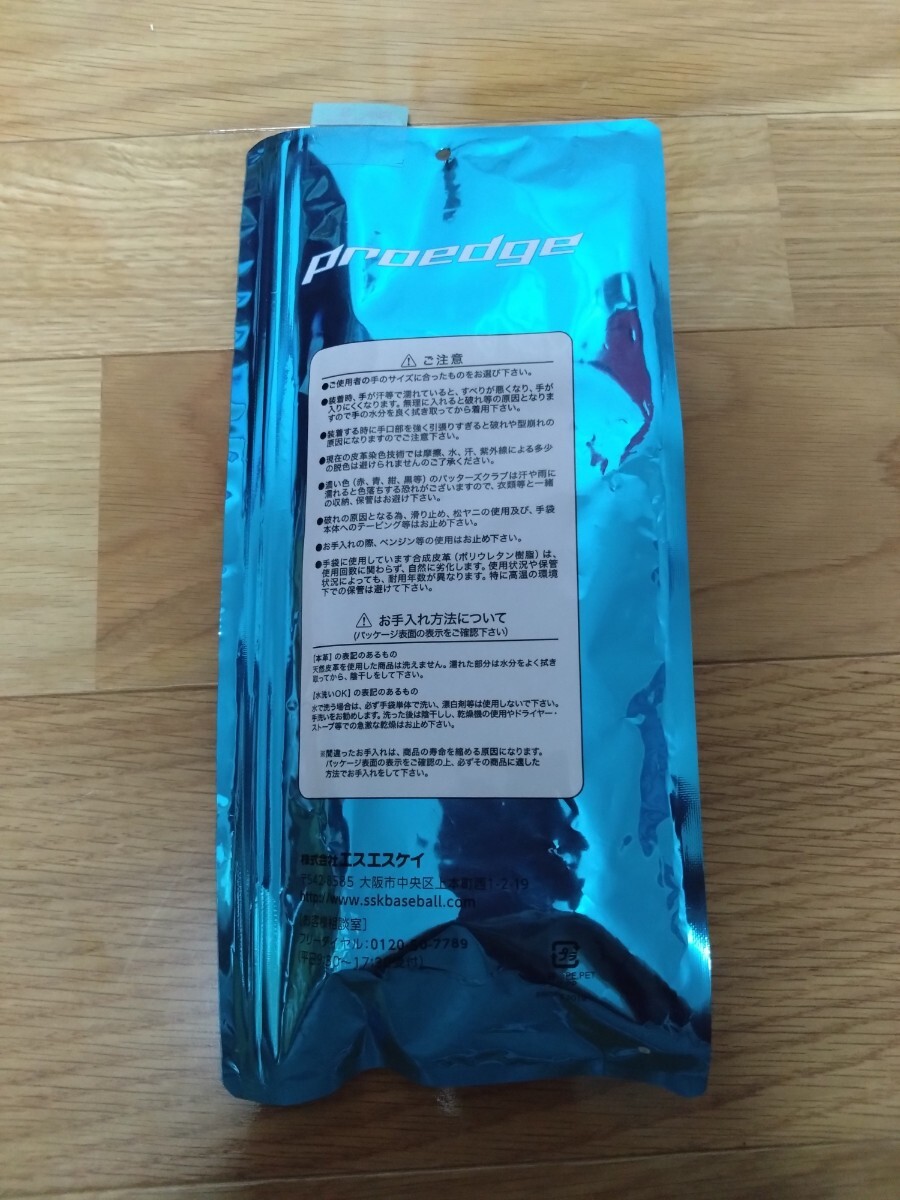 proedge
ご注意
●ご使用者の手のサイズに合ったものをお選び下さい。
●装着時、手が汗等で濡れていると、すべりが悪くなり、手が
入りにくくなります。無理に入れると破れ等の原因となりま
すので手の水分を良く拭き取ってから着用下さい。
●装着する時に手口部を強く引張りすぎると破れや型崩れの
原因になりますのでご注意下さい。
●現在の皮革染色技術では摩擦、水、汗、紫外線による多少
の脱色は避けられませんのご了承ください。
●濃い色（赤、青、紺、黒等）のバッターズクラブは汗や雨に
濡れると色落ちする恐れがございますので、衣類等と一緒
の収納、保管はお避け下さい。
●破れの原因となる為、滑り止め、松ヤニの使用及び、手袋
本体へのテーピング等はお止め下さい。
●お手入れの際、ベンジン等の使用はお止め下さい。
●手袋に使用しています合成皮革（ポリウレタン樹脂）は、
使用回数に関わらず、自然に劣化します。使用状況や保管
状況によっても、耐用年数が異なります。特に高温の環境
下での保管は避けて下さい。
お手入れ方法について
(パッケージ表面の表示をご確認下さい)
【本革】の表記のあるもの
天然皮革を使用した商品は洗えません。濡れた部分は水分をよく拭き
取ってから、陰干しをして下さい。
【水洗いOK】の表記のあるもの
水で洗う場合は、必ず手袋単体で洗い、漂白剤等は使用しないで下さい。
手洗いをお勧めします。洗った後は陰干しし、乾燥機の使用やドライヤー・
ストーブ等での急激な乾燥はお止め下さい。
※間違ったお手入れは、商品の寿命を縮める原因になります。
パッケージ表面の表示をご確認の上、必ずその商品に適した
方法でお手入れをして下さい。
株式会社エスエスケイ
大阪市中央区上本町西1-2-19
http://www.sskbaseball.com
[お客様相談室]
フリーダイヤル:0120-
7789
プラ